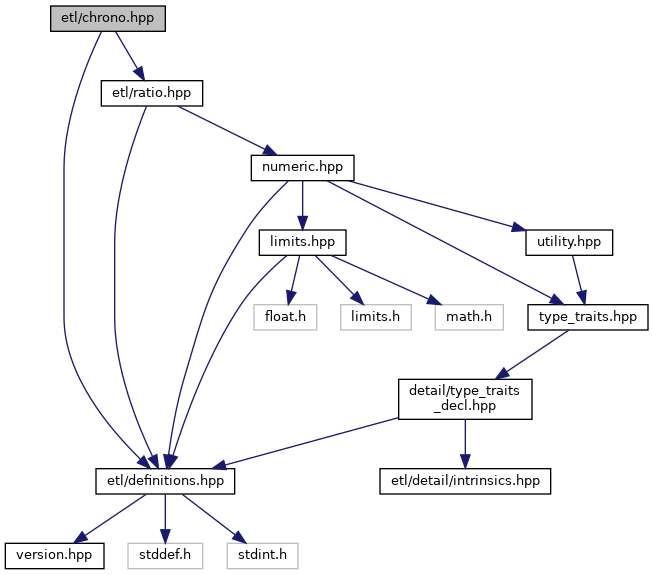 etl/chrono.hpp
etl/ratio.hpp
numeric.hpp
limits.hpp
utility.hpp
float.h
limits.h
math.h
type_traits.hpp
detail/type_traits
_decl.hpp
etl/definitions.hpp
etl/detail/intrinsics.hpp
version.hpp
stddef.h
stdint.h